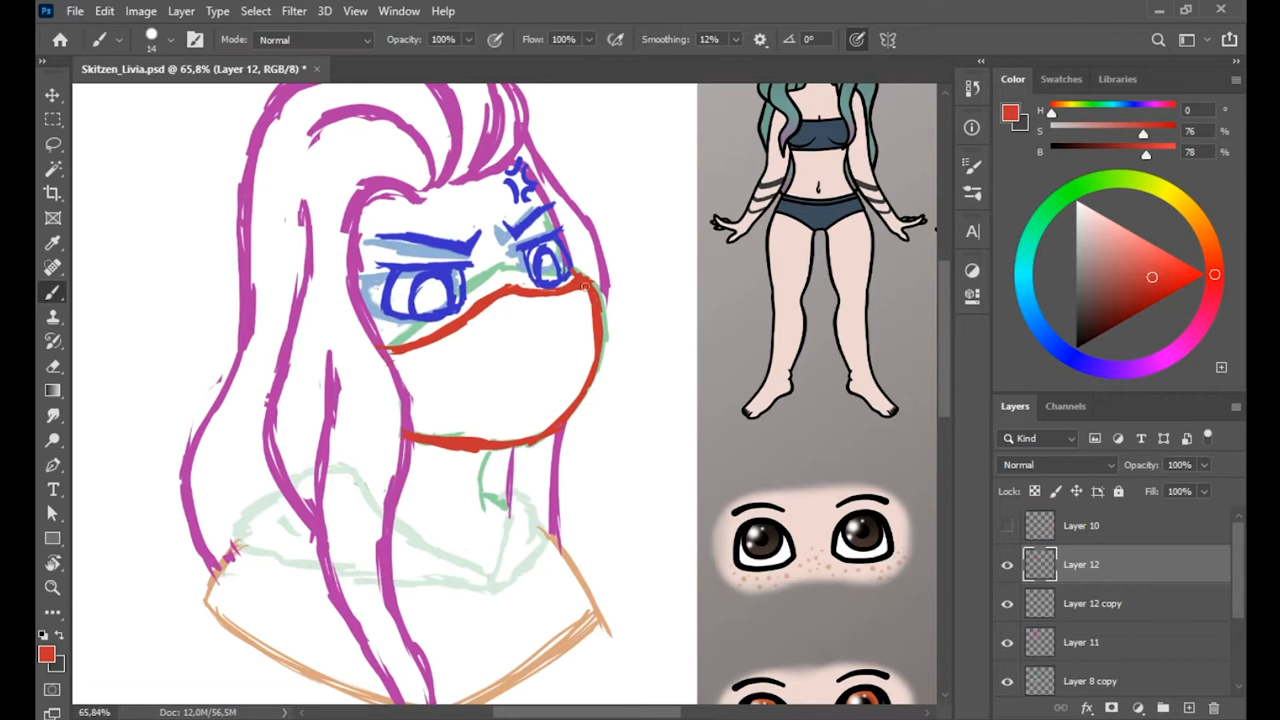 Ps File Edit Image Layer Type Select Filter 3D View Window Help
14 Mode: Normal Opacity: 100% Flow: 100% Smoothing: 12% 0°
Skitzen_Livia.psd @ 65,8% (Layer 12, RGB/8) *
Color Swatches Libraries
H 0 °
S 76 %
B 78 %
Layers Channels
Kind
Normal Opacity: 100%
Lock: Fill: 100%
Layer 10
Layer 12
Layer 12 copy
Layer 11
Layer 8 copy
65,84% Doc: 12,0M/56,5M